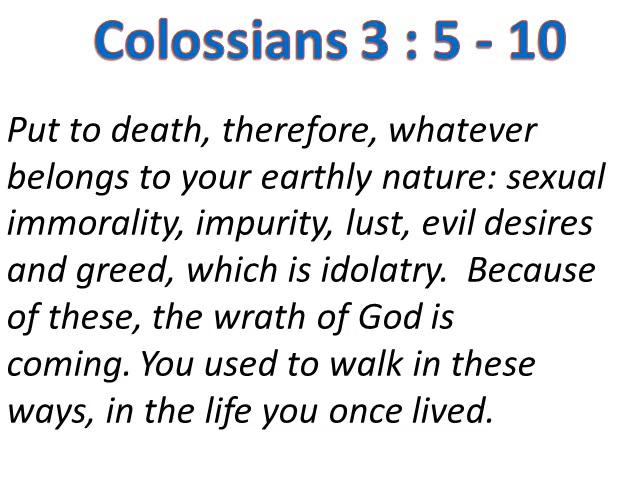 Colossians 3 : 5 - 10
Put to death, therefore, whatever
belongs to your earthly nature: sexual
immorality, impurity, lust, evil desires
and greed, which is idolatry.  Because
of these, the wrath of God is
coming. You used to walk in these
ways, in the life you once lived.